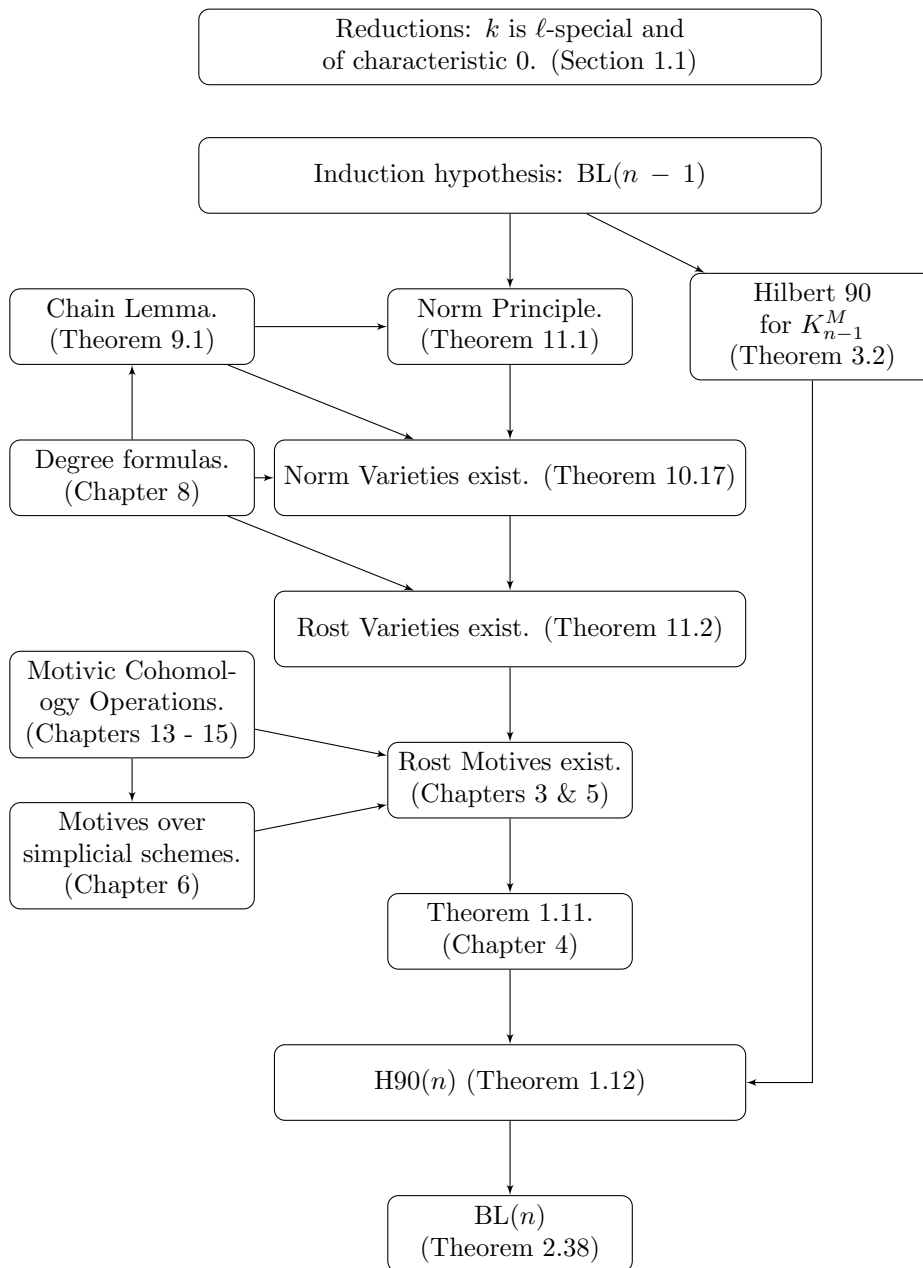 Reductions: k is ℓ-special and
of characteristic 0. (Section 1.1)
Induction hypothesis: BL(n − 1)
Chain Lemma.
(Theorem 9.1)
Norm Principle.
(Theorem 11.1)
Hilbert 90
for K^M_{n−1}
(Theorem 3.2)
Degree formulas.
(Chapter 8)
Norm Varieties exist. (Theorem 10.17)
Rost Varieties exist. (Theorem 11.2)
Motivic Cohomol-
ogy Operations.
(Chapters 13 - 15)
Rost Motives exist.
(Chapters 3 & 5)
Motives over
simplicial schemes.
(Chapter 6)
Theorem 1.11.
(Chapter 4)
H90(n) (Theorem 1.12)
BL(n)
(Theorem 2.38)